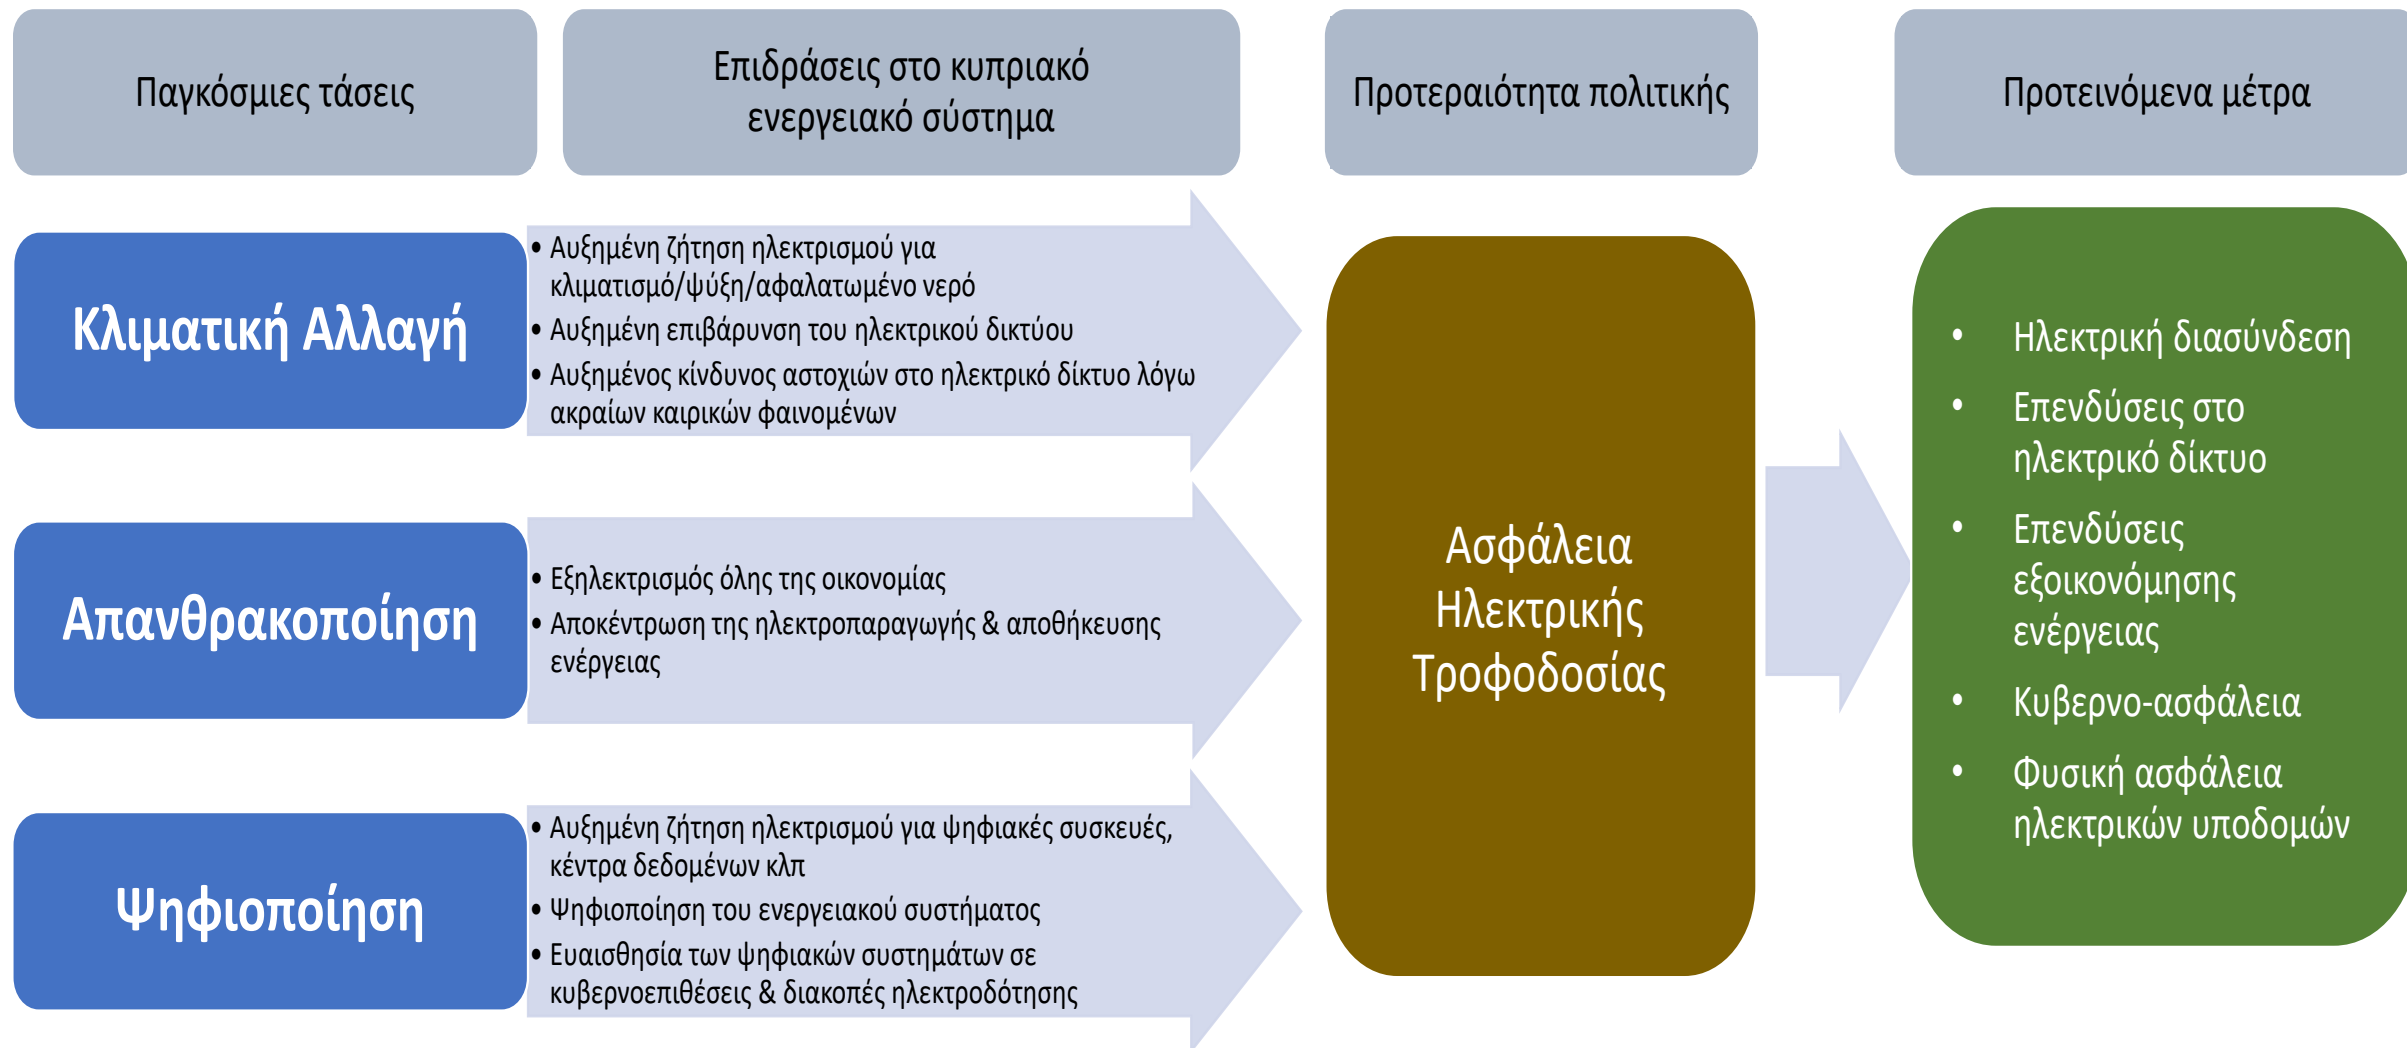 Παγκόσμιες τάσεις
Επιδράσεις στο κυπριακό
ενεργειακό σύστημα
Προτεραιότητα πολιτικής
Προτεινόμενα μέτρα
Κλιματική Αλλαγή
• Αυξημένη ζήτηση ηλεκτρισμού για
κλιματισμό/ψύξη/αφαλατωμένο νερό
• Αυξημένη επιβάρυνση του ηλεκτρικού δικτύου
• Αυξημένος κίνδυνος αστοχιών στο ηλεκτρικό δίκτυο λόγω
ακραίων καιρικών φαινομένων
Απανθρακοποίηση
• Εξηλεκτρισμός όλης της οικονομίας
• Αποκέντρωση της ηλεκτροπαραγωγής & αποθήκευσης
ενέργειας
Ψηφιοποίηση
• Αυξημένη ζήτηση ηλεκτρισμού για ψηφιακές συσκευές,
κέντρα δεδομένων κλπ
• Ψηφιοποίηση του ενεργειακού συστήματος
• Ευαισθησία των ψηφιακών συστημάτων σε
κυβερνοεπιθέσεις & διακοπές ηλεκτροδότησης
Ασφάλεια
Ηλεκτρικής
Τροφοδοσίας
• Ηλεκτρική διασύνδεση
• Επενδύσεις στο
ηλεκτρικό δίκτυο
• Επενδύσεις
εξοικονόμησης
ενέργειας
• Κυβερνο-ασφάλεια
• Φυσική ασφάλεια
ηλεκτρικών υποδομών